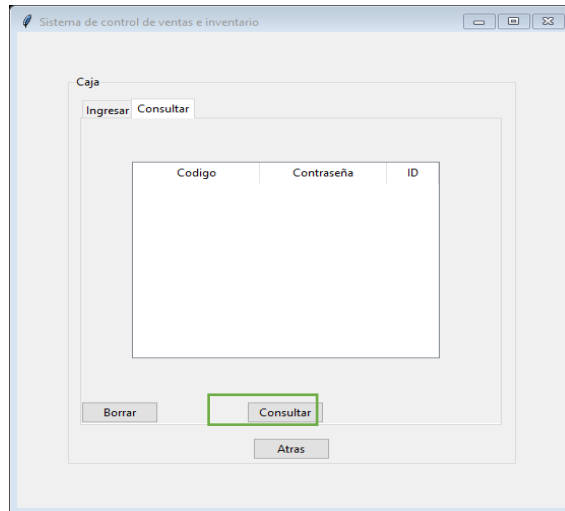 Sistema de control de ventas e inventario
Caja
Ingresar Consultar
Codigo Contraseña ID
Borrar Consultar
Atras